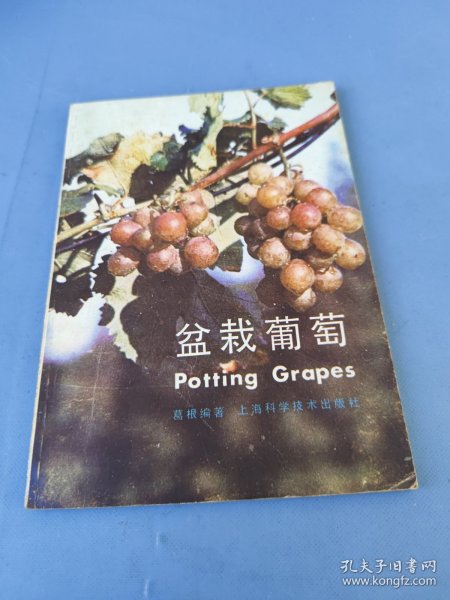 盆栽葡萄
Potting Grapes
葛根编著 上海科学技术出版社
孔夫子旧书网
www.kongfz.com